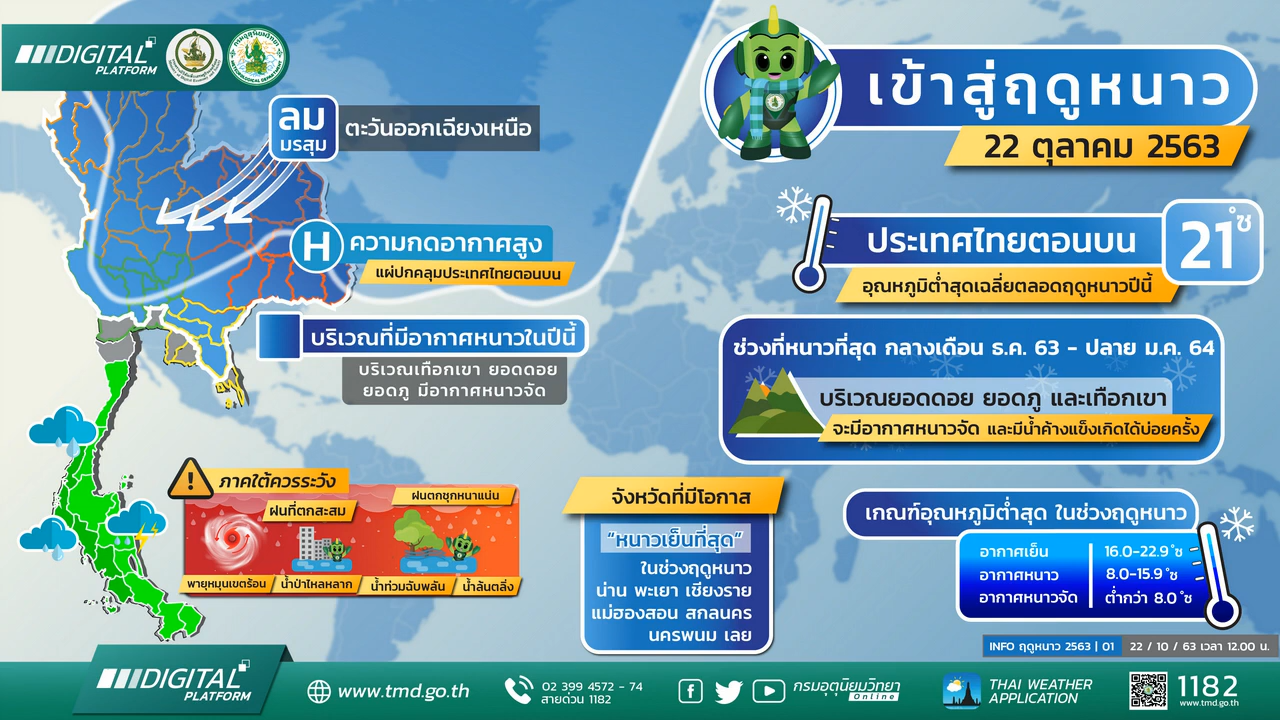 DIGITAL
PLATFORM
เข้าสู่ฤดูหนาว
22 ตุลาคม 2563
ลม
มรสุม
ตะวันออกเฉียงเหนือ
H
ความกดอากาศสูง
แผ่ปกคลุมประเทศไทยตอนบน
ประเทศไทยตอนบน
21°ซ
อุณหภูมิต่ำสุดเฉลี่ยตลอดฤดูหนาวปีนี้
บริเวณที่มีอากาศหนาวในปีนี้
บริเวณเทือกเขา ยอดดอย
ยอดภู มีอากาศหนาวจัด
ช่วงที่หนาวที่สุด กลางเดือน ธ.ค. 63 - ปลาย ม.ค. 64
บริเวณยอดดอย ยอดภู และเทือกเขา
จะมีอากาศหนาวจัด และมีน้ำค้างแข็งเกิดได้บ่อยครั้ง
ภาคใต้ควรระวัง
ฝนที่ตกสะสม
ฝนตกชุกหนาแน่น
พายุหมุนเขตร้อน
น้ำป่าไหลหลาก
น้ำท่วมฉับพลัน
น้ำล้นตลิ่ง
จังหวัดที่มีโอกาส
"หนาวเย็นที่สุด"
ในช่วงฤดูหนาว
น่าน พะเยา เชียงราย
แม่ฮองสอน สกลนคร
นครพนม เลย
เกณฑ์อุณหภูมิต่ำสุด ในช่วงฤดูหนาว
อากาศเย็น 16.0-22.9°ซ
อากาศหนาว 8.0-15.9°ซ
อากาศหนาวจัด ต่ำกว่า 8.0°ซ
INFO ฤดูหนาว 2563 | 01 22 / 10 / 63 เวลา 12.00 น.
DIGITAL
PLATFORM
www.tmd.go.th
02 399 4572 - 74
สายด่วน 1182
กรมอุตุนิยมวิทยา
Online
THAI WEATHER
APPLICATION
1182
www.tmd.go.th